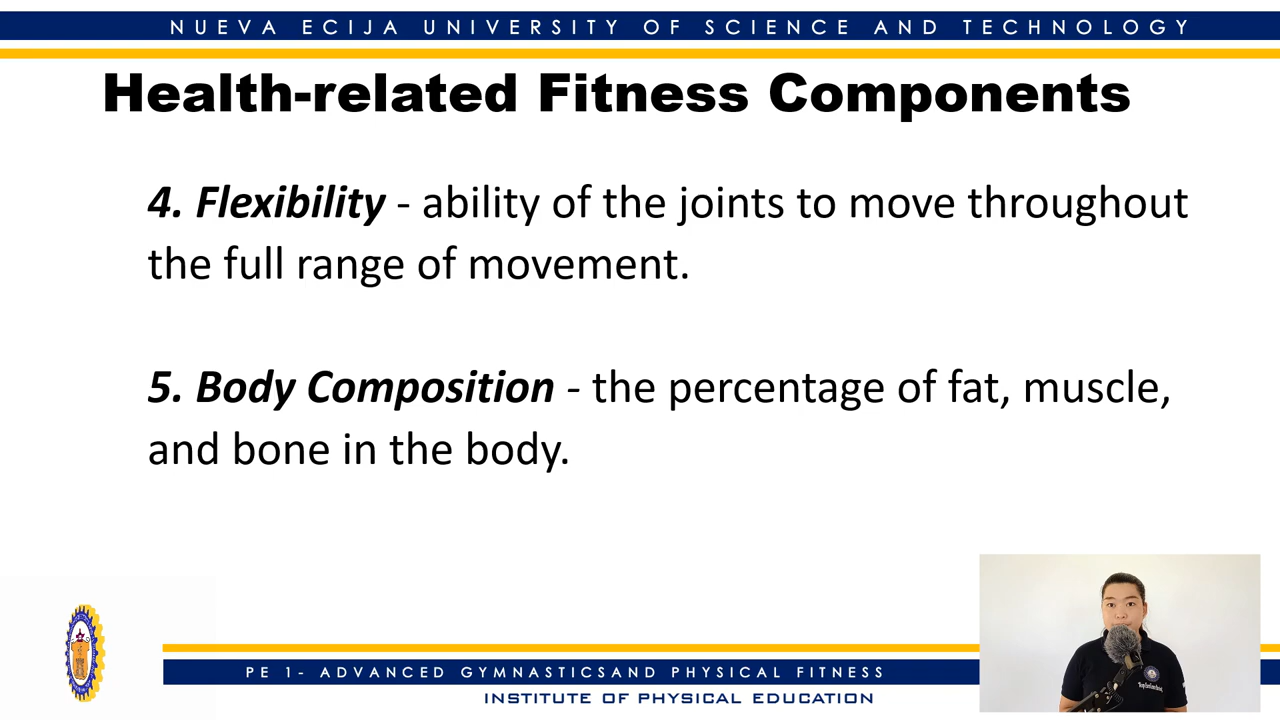 NUEVA ECIJA UNIVERSITY OF SCIENCE AND TECHNOLOGY
Health-related Fitness Components
4. Flexibility - ability of the joints to move throughout
the full range of movement.
5. Body Composition - the percentage of fat, muscle,
and bone in the body.
PE 1- ADVANCED GYMNASTICSAND PHYSICAL FITNESS
INSTITUTE OF PHYSICAL EDUCATION